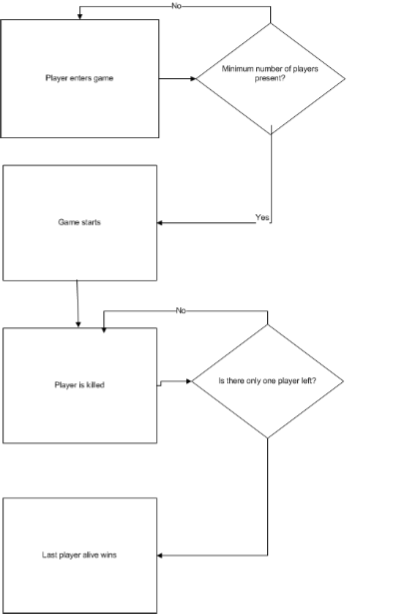 No
Player enters game
Minimum number of players
present?
Game starts
Yes
No
Player is killed
Is there only one player left?
Last player alive wins